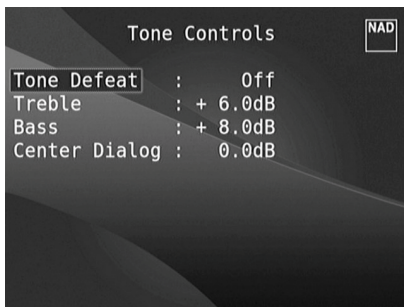 Tone Controls
NAD
Tone Defeat : Off
Treble : + 6.0dB
Bass : + 8.0dB
Center Dialog : 0.0dB